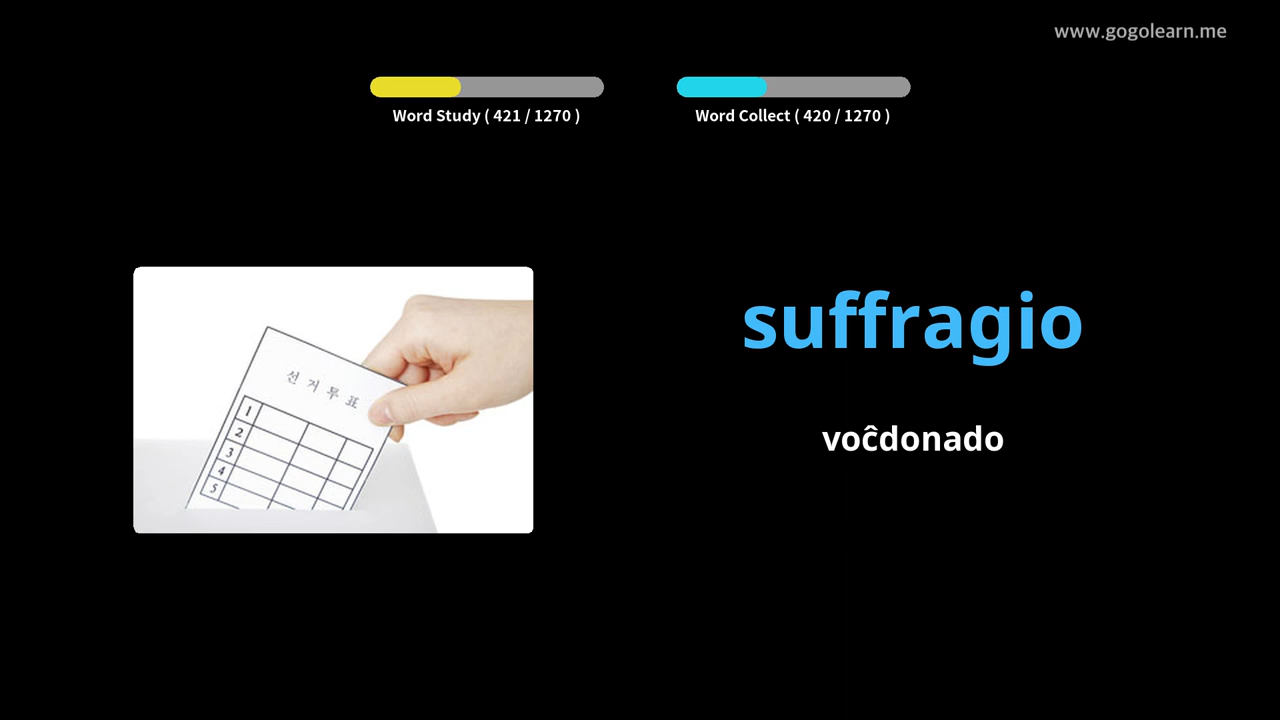 www.gogolearn.me
Word Study ( 421 / 1270 )
Word Collect ( 420 / 1270 )
선거투표
1
2
3
4
5
suffragio
voĉdonado